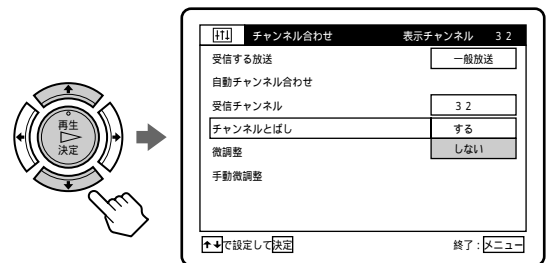 チャンネル合わせ 表示チャンネル 32
受信する放送 一般放送
自動チャンネル合わせ
受信チャンネル 32
チャンネルとばし する
しない
微調整
手動微調整
で設定して決定 終了:メニュー
再生
決定